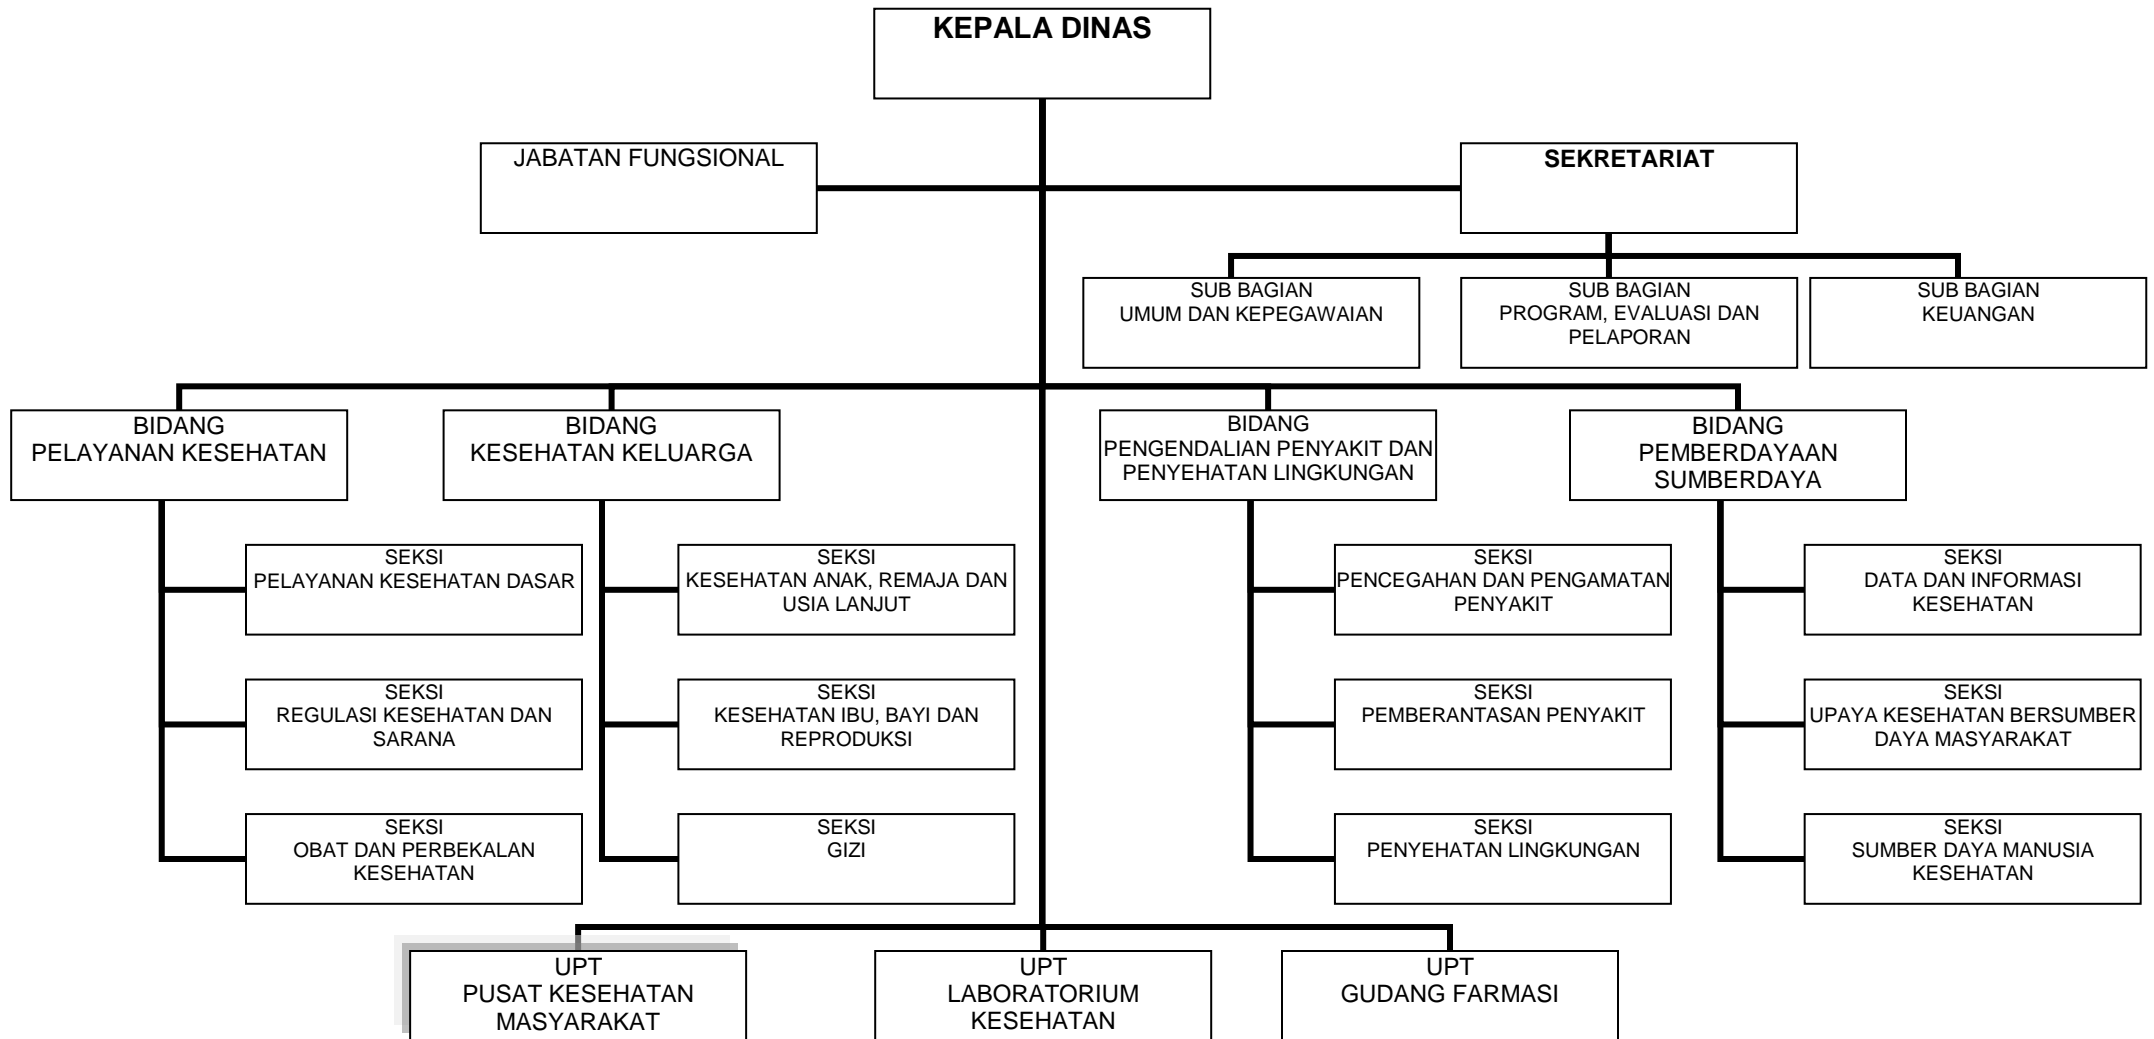 KEPALA DINAS
JABATAN FUNGSIONAL
SEKRETARIAT
SUB BAGIAN
UMUM DAN KEPEGAWAIAN
SUB BAGIAN
PROGRAM, EVALUASI DAN
PELAPORAN
SUB BAGIAN
KEUANGAN
BIDANG
PELAYANAN KESEHATAN
BIDANG
KESEHATAN KELUARGA
BIDANG
PENGENDALIAN PENYAKIT DAN
PENYEHATAN LINGKUNGAN
BIDANG
PEMBERDAYAAN
SUMBERDAYA
SEKSI
PELAYANAN KESEHATAN DASAR
SEKSI
KESEHATAN ANAK, REMAJA DAN
USIA LANJUT
SEKSI
PENCEGAHAN DAN PENGAMATAN
PENYAKIT
SEKSI
DATA DAN INFORMASI
KESEHATAN
SEKSI
REGULASI KESEHATAN DAN
SARANA
SEKSI
KESEHATAN IBU, BAYI DAN
REPRODUKSI
SEKSI
PEMBERANTASAN PENYAKIT
SEKSI
UPAYA KESEHATAN BERSUMBER
DAYA MASYARAKAT
SEKSI
OBAT DAN PERBEKALAN
KESEHATAN
SEKSI
GIZI
SEKSI
PENYEHATAN LINGKUNGAN
SEKSI
SUMBER DAYA MANUSIA
KESEHATAN
UPT
PUSAT KESEHATAN
MASYARAKAT
UPT
LABORATORIUM
KESEHATAN
UPT
GUDANG FARMASI